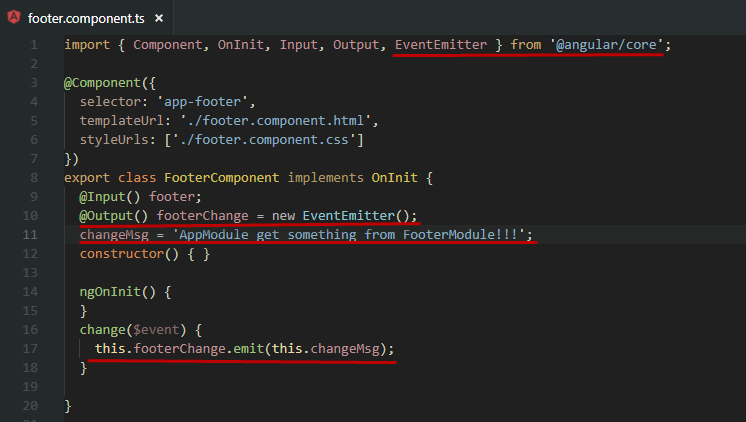 footer.component.ts ×
1 import { Component, OnInit, Input, Output, EventEmitter } from '@angular/core';
2
3 @Component({
4   selector: 'app-footer',
5   templateUrl: './footer.component.html',
6   styleUrls: ['./footer.component.css']
7 })
8 export class FooterComponent implements OnInit {
9   @Input() footer;
10   @Output() footerChange = new EventEmitter();
11   changeMsg = 'AppModule get something from FooterModule!!!';
12   constructor() { }
13
14   ngOnInit() {
15   }
16   change($event) {
17     this.footerChange.emit(this.changeMsg);
18   }
19
20 }